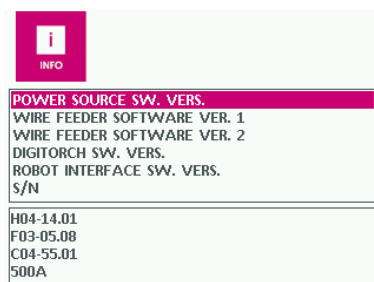 i
INFO
POWER SOURCE SW. VERS.
WIRE FEEDER SOFTWARE VER. 1
WIRE FEEDER SOFTWARE VER. 2
DIGITORCH SW. VERS.
ROBOT INTERFACE SW. VERS.
S/N
H04-14.01
F03-05.08
C04-55.01
500A